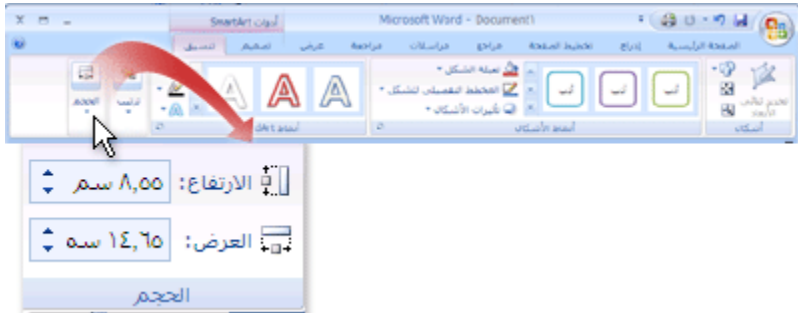 أدوات SmartArt
Microsoft Word - Document1
الصفحة الرئيسية إدراج تخطيط الصفحة مراجع مراسلات مراجعة عرض تصميم تنسيق
تعبئة الشكل
المخطط التفصيلي للشكل
تأثيرات الأشكال
ترتيب
الحجم
أشكال
أنماط الأشكال
أنماط
الارتفاع: ٨,٥٥ سم
العرض: ١٤,٦٥ سم
الحجم